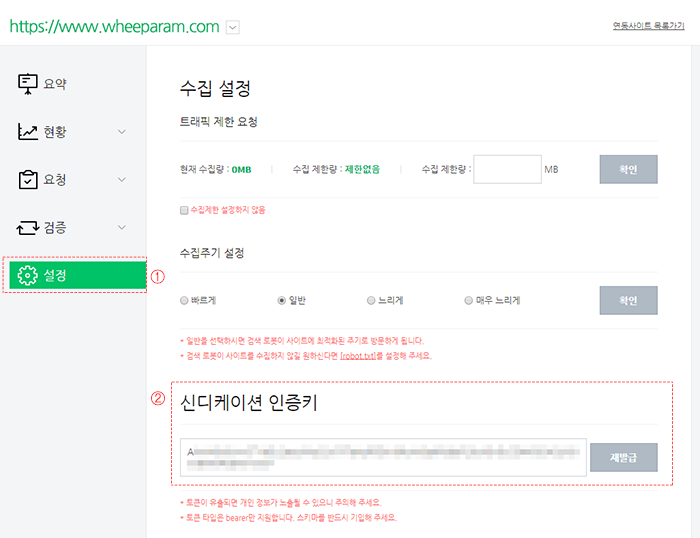 https://www.wheeparam.com
연동사이트 목록가기
요약
현황
요청
검증
설정
①
수집 설정
트래픽 제한 요청
현재 수집량 : 0MB
수집 제한량 : 제한없음
수집 제한량 :
MB
확인
수집제한 설정하지 않음
수집주기 설정
빠르게
일반
느리게
매우 느리게
확인
* 일반을 선택하시면 검색 로봇이 사이트에 최적화된 주기로 방문하게 됩니다.
* 검색 로봇이 사이트를 수집하지 않길 원하신다면 [robot.txt]를 설정해 주세요.
②
신디케이션 인증키
A
재발급
* 토큰이 유출되면 개인 정보가 노출될 수 있으니 주의해 주세요.
* 토큰 타입은 bearer만 지원합니다. 스키마를 반드시 기입해 주세요.